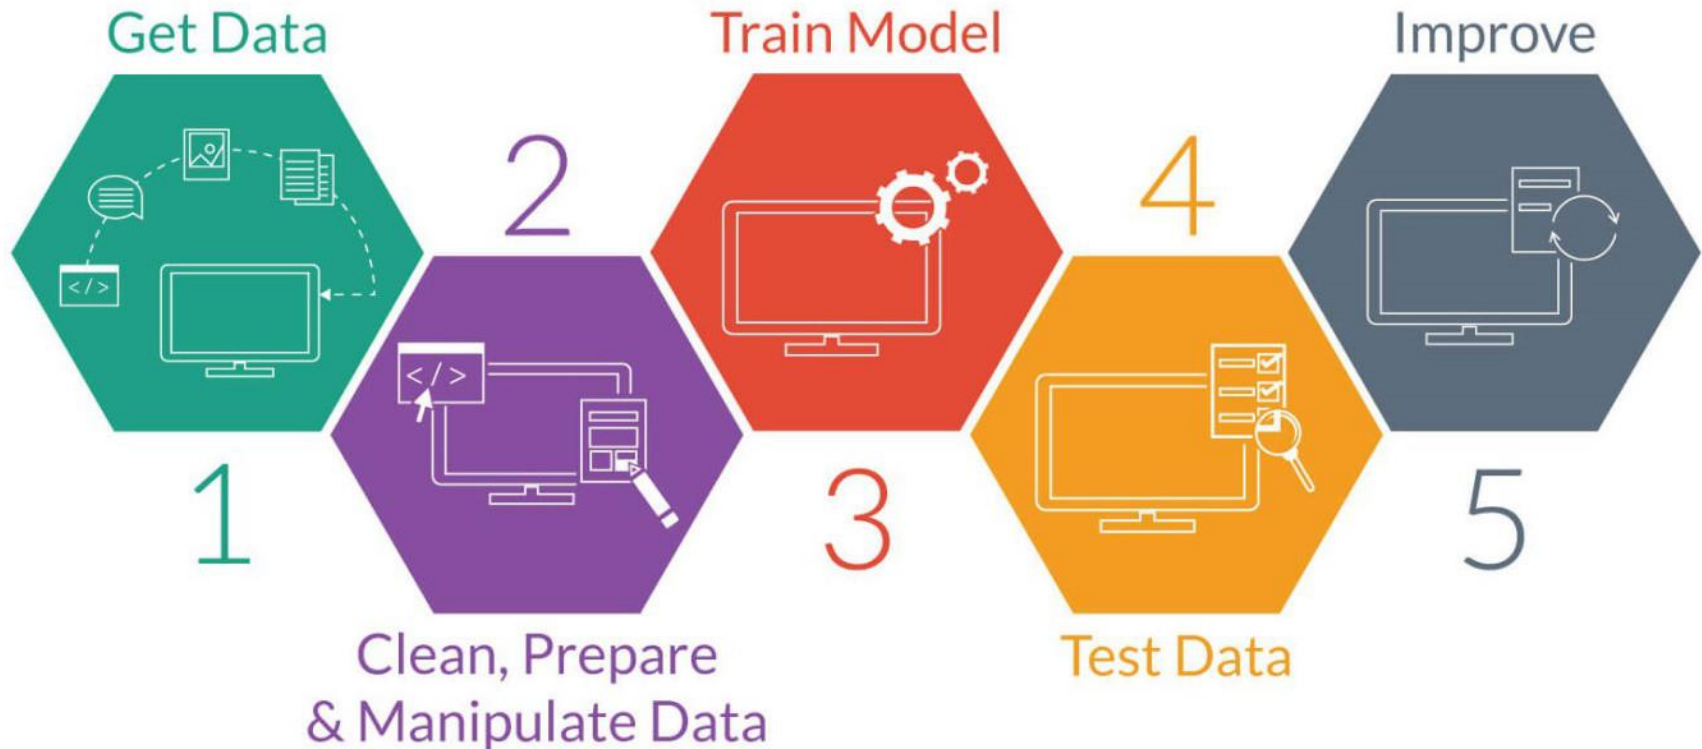 Get Data
1
2
Clean, Prepare
& Manipulate Data
Train Model
3
4
Test Data
Improve
5
</ >
</ >